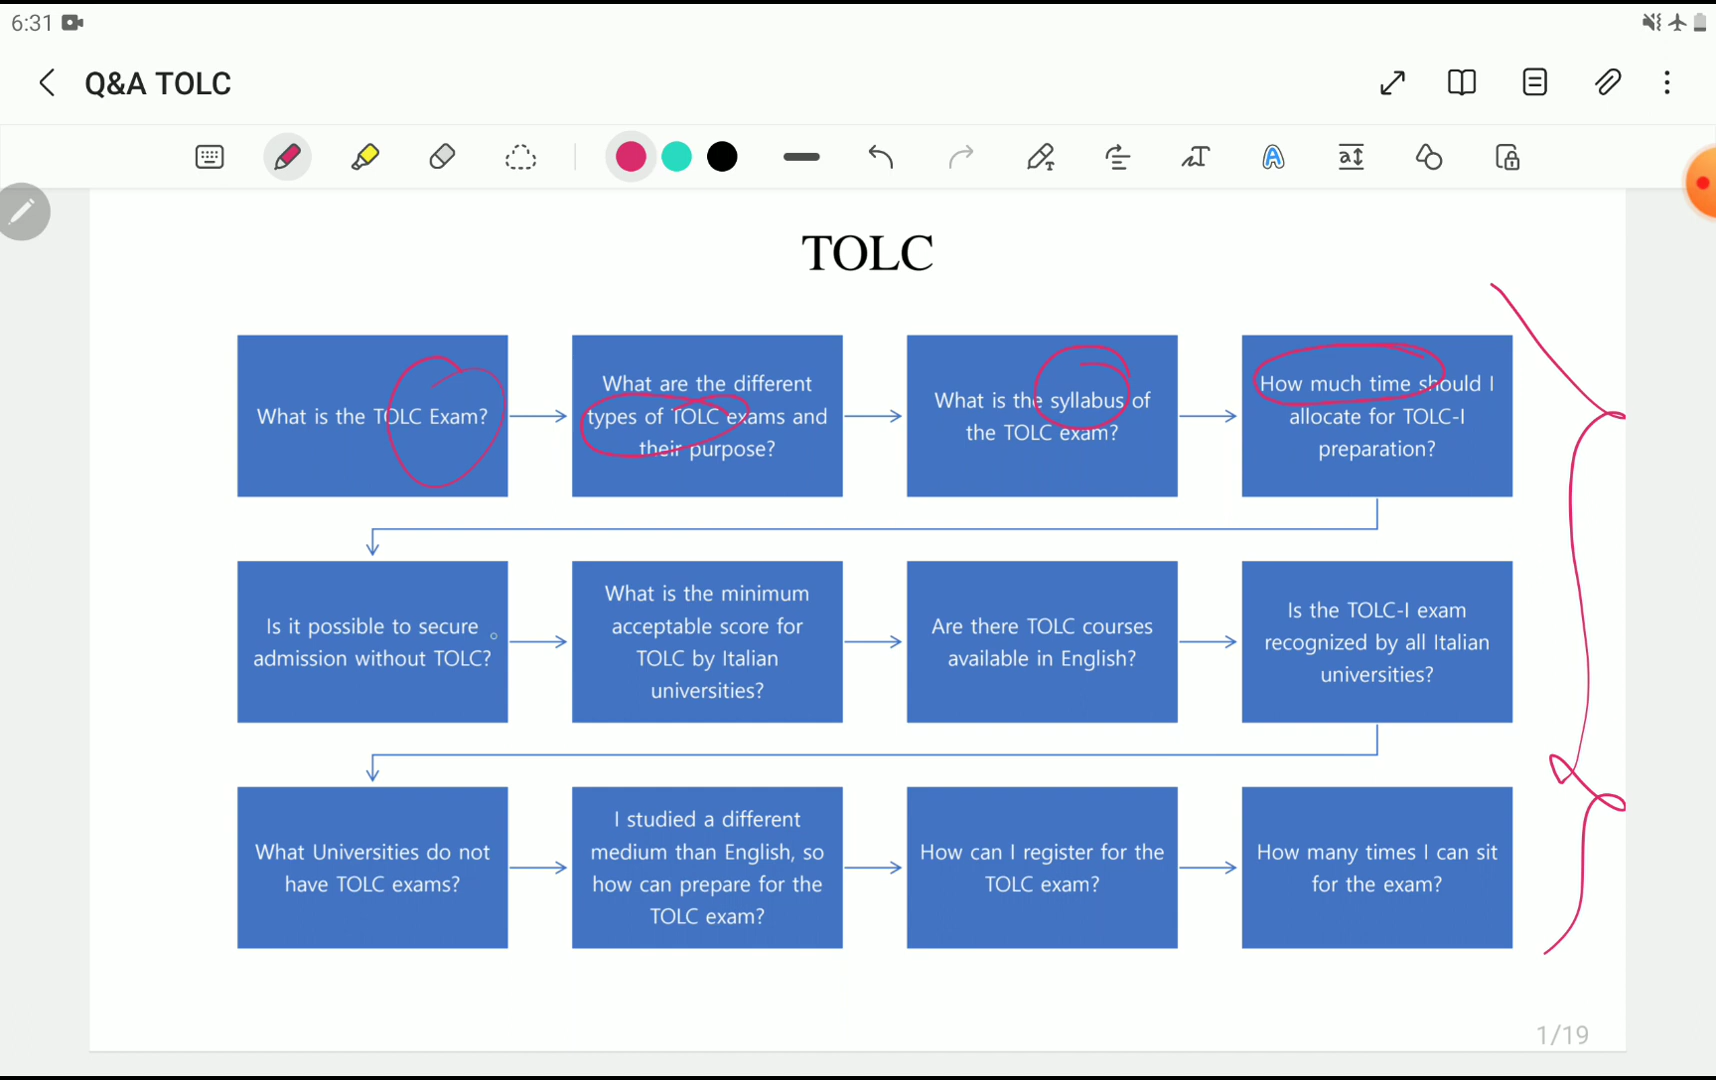 6:31
Q&A TOLC
TOLC
What is the TOLC Exam?
What are the different
types of TOLC exams and
their purpose?
What is the syllabus of
the TOLC exam?
How much time should I
allocate for TOLC-I
preparation?
Is it possible to secure
admission without TOLC?
What is the minimum
acceptable score for
TOLC by Italian
universities?
Are there TOLC courses
available in English?
Is the TOLC-I exam
recognized by all Italian
universities?
What Universities do not
have TOLC exams?
I studied a different
medium than English, so
how can prepare for the
TOLC exam?
How can I register for the
TOLC exam?
How many times I can sit
for the exam?
1/19